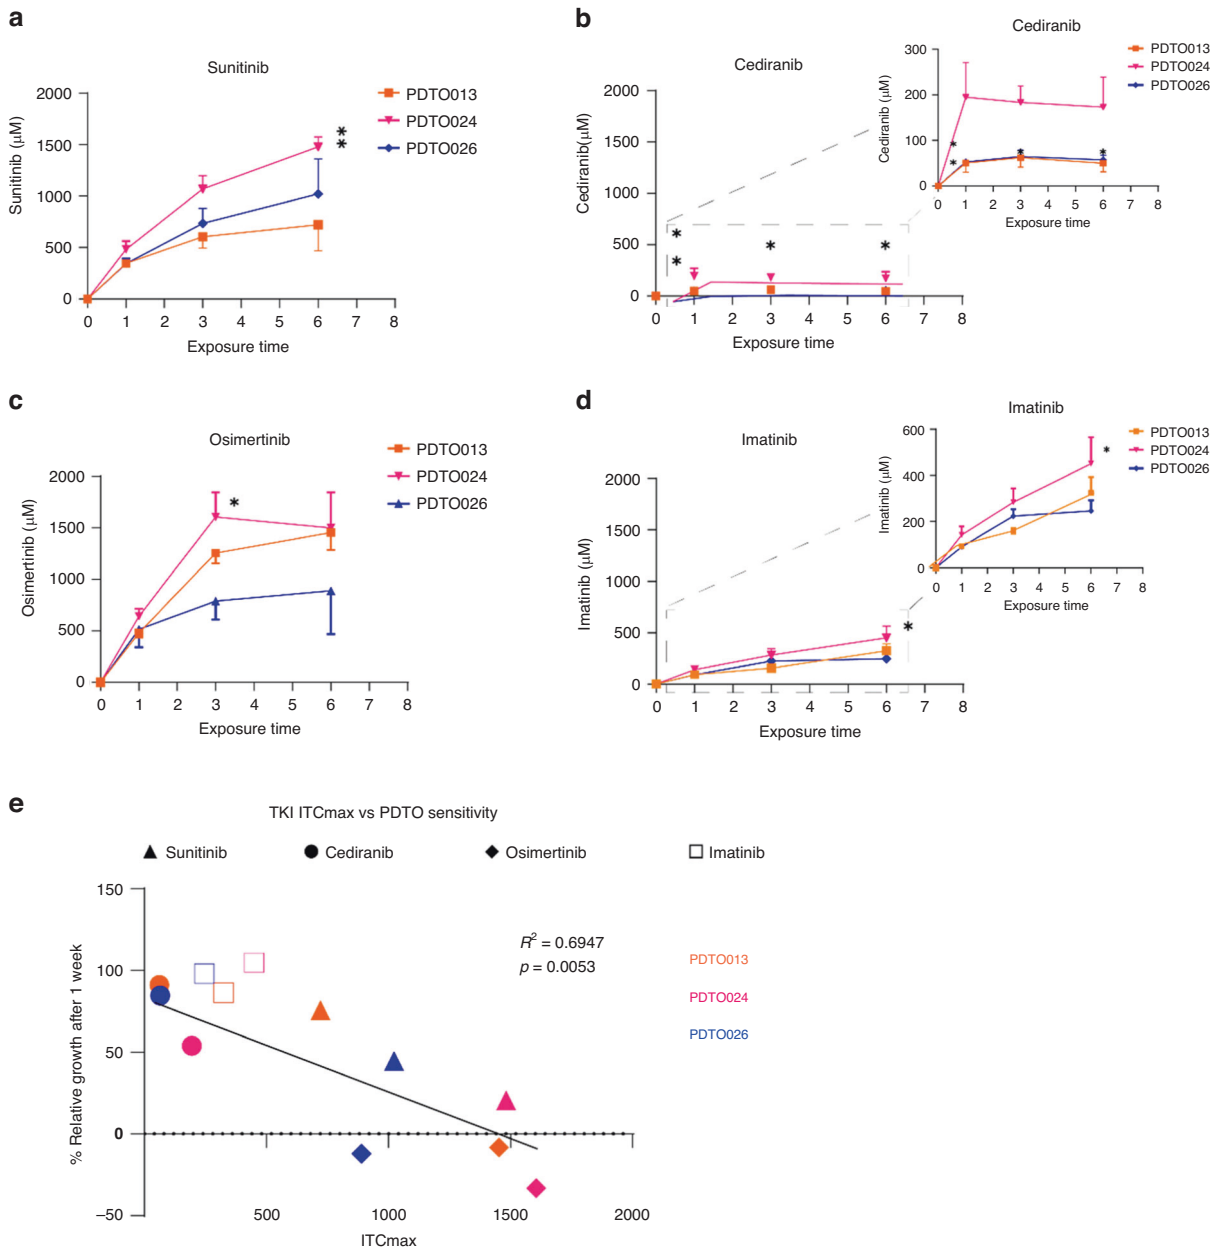 a
Sunitinib
Sunitinib (μM)
2000
1500
1000
500
0
0 1 2 3 4 5 6 7 8
Exposure time
PDTO013
PDTO024
PDTO026
**
b
Cediranib
Cediranib(μM)
2000
1500
1000
500
0
0 1 2 3 4 5 6 7 8
Exposure time
* * * *
Cediranib
Cediranib (μM)
300
200
100
0
0 1 2 3 4 5 6 7 8
Exposure time
* * * *
PDTO013
PDTO024
PDTO026
c
Osimertinib
Osimertinib (μM)
2000
1500
1000
500
0
0 1 2 3 4 5 6 7 8
Exposure time
*
PDTO013
PDTO024
PDTO026
d
Imatinib
Imatinib (μM)
2000
1500
1000
500
0
0 1 2 3 4 5 6 7 8
Exposure time
*
Imatinib
Imatinib (μM)
600
400
200
0
0 1 2 3 4 5 6 7 8
Exposure time
*
PDTO013
PDTO024
PDTO026
e
TKI ITCmax vs PDTO sensitivity
Sunitinib Cediranib Osimertinib Imatinib
% Relative growth after 1 week
150
100
50
0
–50
500 1000 1500 2000
ITCmax
R² = 0.6947
p = 0.0053
PDTO013
PDTO024
PDTO026